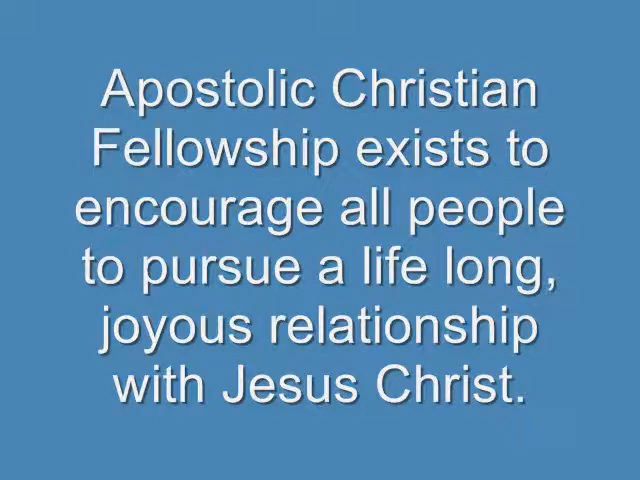 Apostolic Christian
Fellowship exists to
encourage all people
to pursue a life long,
joyous relationship
with Jesus Christ.